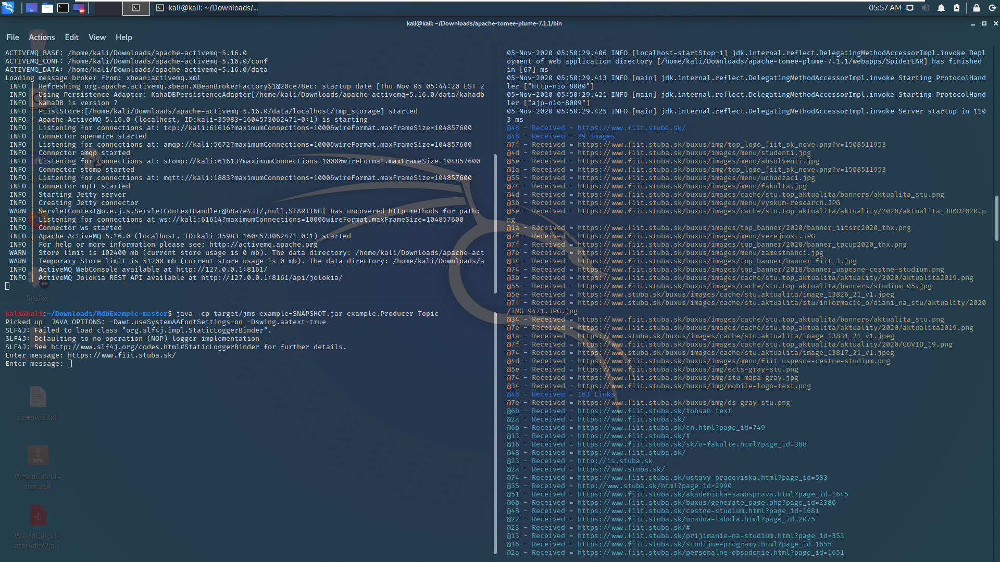 kali@kali: ~/Downloads/...
05:57 AM
kali@kali: ~/Downloads/apache-tomee-plume-7.1.1/bin
File Actions Edit View Help
ACTIVEMQ_BASE: /home/kali/Downloads/apache-activemq-5.16.0
ACTIVEMQ_CONF: /home/kali/Downloads/apache-activemq-5.16.0/conf
ACTIVEMQ_DATA: /home/kali/Downloads/apache-activemq-5.16.0/data
Loading message broker from: xbean:activemq.xml
INFO | Refreshing org.apache.activemq.xbean.XBeanBrokerFactory$1@20ce78ec: startup date [Thu Nov 05 05:44:20 EST 2
INFO | Using Persistence Adapter: KahaDBPersistenceAdapter[/home/kali/Downloads/apache-activemq-5.16.0/data/kahadb
INFO | KahaDB is version 7
INFO | PListStore:[/home/kali/Downloads/apache-activemq-5.16.0/data/localhost/tmp_storage] started
INFO | Apache ActiveMQ 5.16.0 (localhost, ID:kali-35983-1604573062471-0:1) is starting
INFO | Listening for connections at: tcp://kali:61616?maximumConnections=1000&wireFormat.maxFrameSize=104857600
INFO | Connector openwire started
INFO | Listening for connections at: amqp://kali:5672?maximumConnections=1000&wireFormat.maxFrameSize=104857600
INFO | Connector amqp started
INFO | Listening for connections at: stomp://kali:61613?maximumConnections=1000&wireFormat.maxFrameSize=104857600
INFO | Connector stomp started
INFO | Listening for connections at: mqtt://kali:1883?maximumConnections=1000&wireFormat.maxFrameSize=104857600
INFO | Connector mqtt started
INFO | Starting Jetty server
INFO | Creating Jetty connector
WARN | ServletContext@o.e.j.s.ServletContextHandler@b8a7e43{/,null,STARTING} has uncovered http methods for path:
INFO | Listening for connections at ws://kali:61614?maximumConnections=1000&wireFormat.maxFrameSize=104857600
INFO | Connector ws started
INFO | Apache ActiveMQ 5.16.0 (localhost, ID:kali-35983-1604573062471-0:1) started
INFO | For help or more information please see: http://activemq.apache.org
WARN | Store limit is 102400 mb (current store usage is 0 mb). The data directory: /home/kali/Downloads/apache-act
WARN | Temporary Store limit is 51200 mb (current store usage is 0 mb). The data directory: /home/kali/Downloads/a
INFO | ActiveMQ WebConsole available at http://127.0.0.1:8161/
INFO | ActiveMQ Jolokia REST API available at http://127.0.0.1:8161/api/jolokia/
firefox
kali@kali:~/Downloads/MdbExample-master$ java -cp target/jms-example-SNAPSHOT.jar example.Producer Topic
Picked up _JAVA_OPTIONS: -Dawt.useSystemAAFontSettings=on -Dswing.aatext=true
SLF4J: Failed to load class "org.slf4j.impl.StaticLoggerBinder".
SLF4J: Defaulting to no-operation (NOP) logger implementation
SLF4J: See http://www.slf4j.org/codes.html#StaticLoggerBinder for further details.
Enter message: https://www.fiit.stuba.sk/
Enter message:
openvas.txt
APK
WeirdCalcul-
ator.apk
WeirdCalcul-
ator-dex2ja...
05-Nov-2020 05:50:29.406 INFO [localhost-startStop-1] jdk.internal.reflect.DelegatingMethodAccessorImpl.invoke Depl
oyment of web application directory [/home/kali/Downloads/apache-tomee-plume-7.1.1/webapps/SpiderEAR] has finished
in [67] ms
05-Nov-2020 05:50:29.413 INFO [main] jdk.internal.reflect.DelegatingMethodAccessorImpl.invoke Starting ProtocolHand
ler ["http-nio-8080"]
05-Nov-2020 05:50:29.421 INFO [main] jdk.internal.reflect.DelegatingMethodAccessorImpl.invoke Starting ProtocolHand
ler ["ajp-nio-8009"]
05-Nov-2020 05:50:29.425 INFO [main] jdk.internal.reflect.DelegatingMethodAccessorImpl.invoke Server startup in 110
3 ms
@48 - Received = https://www.fiit.stuba.sk/
@48 - Received = 29 Images
@7f - Received = https://www.fiit.stuba.sk/buxus/img/top_logo_fiit_sk_nove.png?v=1508511953
@4d - Received = https://www.fiit.stuba.sk/buxus/images/menu/studenti.jpg
@5e - Received = https://www.fiit.stuba.sk/buxus/images/menu/absolventi.jpg
@1a - Received = https://www.fiit.stuba.sk/buxus/img/top_logo_fiit_sk_nove.png?v=1508511953
@55 - Received = https://www.fiit.stuba.sk/buxus/images/menu/uchadzaci.jpg
@74 - Received = https://www.fiit.stuba.sk/buxus/images/menu/fakulta.jpg
@4d - Received = https://www.fiit.stuba.sk/buxus/images/cache/stu.top_aktualita/banners/aktualita_stu.png
@3b - Received = https://www.fiit.stuba.sk/buxus/images/menu/vyskum-research.JPG
@5e - Received = https://www.fiit.stuba.sk/buxus/images/cache/stu.top_aktualita/aktuality/2020/aktualita_JBKD2020.p
ng
@1a - Received = https://www.fiit.stuba.sk/buxus/images/top_banner/2020/banner_iitsrc2020_thx.png
@7f - Received = https://www.fiit.stuba.sk/buxus/images/menu/verejnost.JPG
@7f - Received = https://www.fiit.stuba.sk/buxus/images/top_banner/2020/banner_tpcup2020_thx.png
@7e - Received = https://www.fiit.stuba.sk/buxus/images/menu/zamestnanci.jpg
@34 - Received = https://www.fiit.stuba.sk/buxus/images/top_banner/banner_fiit_3.jpg
@74 - Received = https://www.fiit.stuba.sk/buxus/images/top_banner/2018/banner_uspesne-cestne-studium.png
@3b - Received = https://www.fiit.stuba.sk/buxus/images/cache/stu.top_aktualita/aktuality/2020/aktualita2019.png
@55 - Received = https://www.fiit.stuba.sk/buxus/images/cache/stu.top_aktualita/banners/studium_05.jpg
@5e - Received = https://www.stuba.sk/buxus/images/cache/stu.aktualita/image_13826_21_v1.jpeg
@7f - Received = https://www.fiit.stuba.sk/buxus/images/cache/stu.aktualita/stu/informacie_o/diani_na_stu/aktuality/2020
/IMG_9471.JPG.jpg
@34 - Received = https://www.fiit.stuba.sk/buxus/images/cache/stu.top_aktualita/banners/aktualita_stu.png
@7e - Received = https://www.fiit.stuba.sk/buxus/images/cache/stu.top_aktualita/aktuality/2020/aktualita2019.png
@1a - Received = https://www.stuba.sk/buxus/images/cache/stu.aktualita/image_13831_21_v1.jpeg
@7f - Received = https://www.fiit.stuba.sk/buxus/images/cache/stu.top_aktualita/aktuality/2020/COVID_19.png
@74 - Received = https://www.stuba.sk/buxus/images/cache/stu.aktualita/image_13817_21_v1.jpeg
@4d - Received = https://www.fiit.stuba.sk/buxus/images/menu/fiit_uspesne-cestne-studium.png
@5e - Received = https://www.fiit.stuba.sk/buxus/img/ects-gray-stu.png
@74 - Received = https://www.fiit.stuba.sk/buxus/img/stu-mapa-gray.jpg
@34 - Received = https://www.fiit.stuba.sk/buxus/img/mobile-logo-text.png
@48 - Received = 163 Links
@7e - Received = https://www.fiit.stuba.sk/buxus/img/ds-gray-stu.png
@6b - Received = https://www.fiit.stuba.sk/#obsah_text
@2a - Received = https://www.fiit.stuba.sk/
@6b - Received = https://www.fiit.stuba.sk/en.html?page_id=749
@13 - Received = https://www.fiit.stuba.sk/#
@16 - Received = https://www.fiit.stuba.sk/sk/o-fakulte.html?page_id=388
@48 - Received = https://www.fiit.stuba.sk/
@23 - Received = http://is.stuba.sk
@2a - Received = https://www.stuba.sk/
@74 - Received = https://www.fiit.stuba.sk/ustavy-pracoviska.html?page_id=583
@35 - Received = http://www.stuba.sk/html?page_id=2990
@51 - Received = https://www.fiit.stuba.sk/akademicka-samosprava.html?page_id=1645
@6b - Received = https://www.fiit.stuba.sk/buxus/generate_page.php?page_id=2380
@48 - Received = https://www.fiit.stuba.sk/cestne-studium.html?page_id=1681
@22 - Received = https://www.fiit.stuba.sk/uradna-tabula.html?page_id=2075
@23 - Received = https://www.fiit.stuba.sk/#
@13 - Received = https://www.fiit.stuba.sk/prijimanie-na-studium.html?page_id=353
@16 - Received = https://www.fiit.stuba.sk/studijne-programy.html?page_id=1655
@2a - Received = https://www.fiit.stuba.sk/personalne-obsadenie.html?page_id=1651